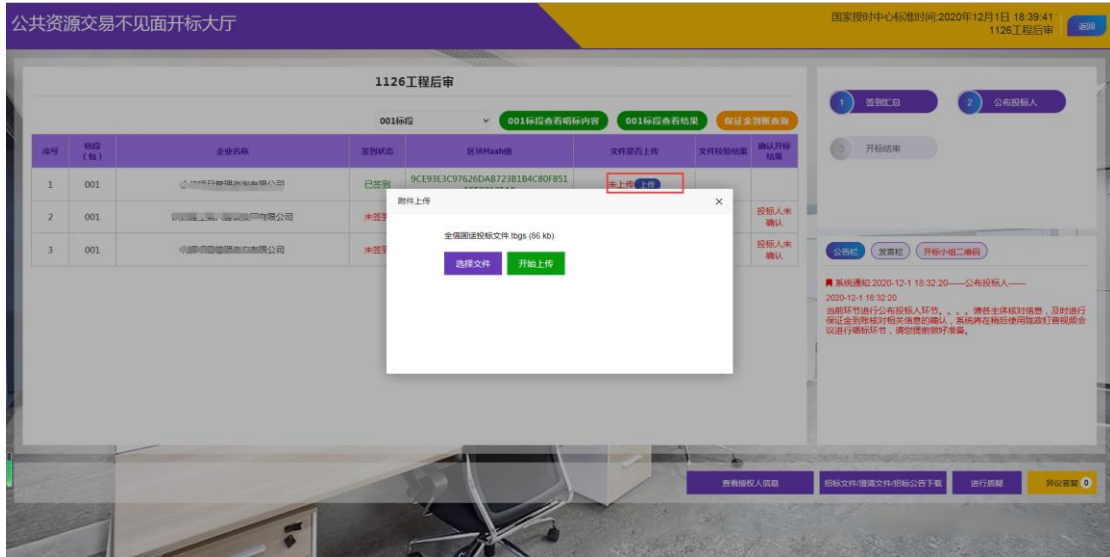 公共资源交易不见面开标大厅
国家授时中心标准时间:2020年12月1日 18:39:41
1126工程后审
返回
1126工程后审
001标段
001标段查看唱标内容
001标段查看结果
保证金到账查询
序号 标段（包） 企业名称 签到状态 区块Hash值 文件是否上传 文件校验结果 确认开标结果
1 001 已签到 9CE93E3C97626DAB723B1B4C80F851 未上传 上传
2 001 有限公司 未签到 投标人未确认
3 001 有限公司 未签到 投标人未确认
附件上传
×
全信国话投标文件.tbgs (86 kb)
选择文件 开始上传
1 签到汇总
2 公布投标人
3 开标结束
公告栏 发言栏 开标小组二维码
系统通知 2020-12-1 18:32:20——公布投标人——
2020-12-1 18:32:20
当前环节进行公布投标人环节。。。。请各主体核对信息，及时进行
保证金到账核对相关信息的确认，系统将在稍后使用陇政钉音视频会
议进行唱标环节，请您提前做好准备。
查看授权人信息
招标文件/澄清文件/招标公告下载
进行质疑
异议答复 0